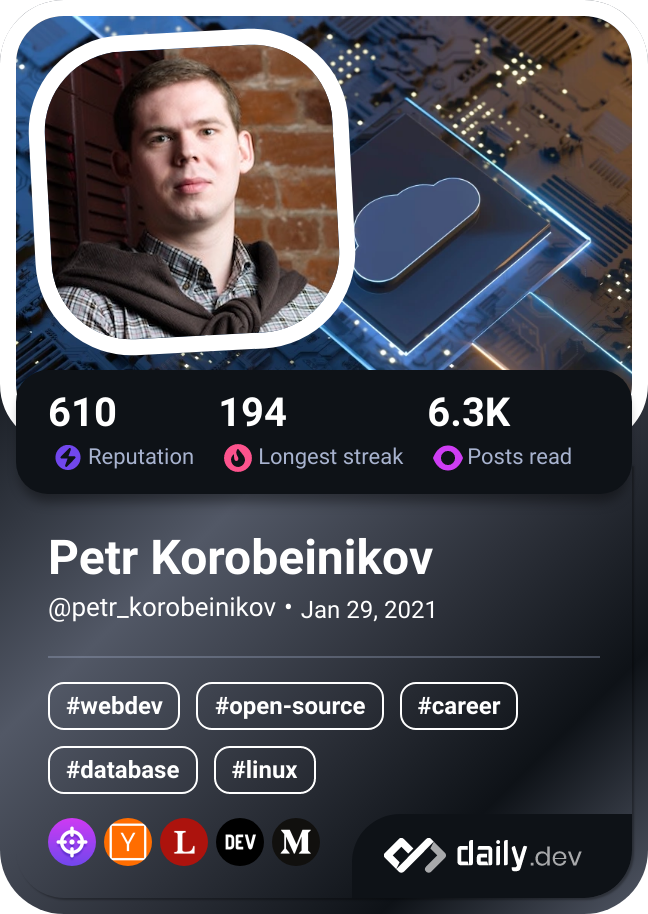 610 194 6.3K
Reputation Longest streak Posts read
Petr Korobeinikov
@petr_korobeinikov • Jan 29, 2021
#webdev #open-source #career
#database #linux
Y L DEV M daily.dev